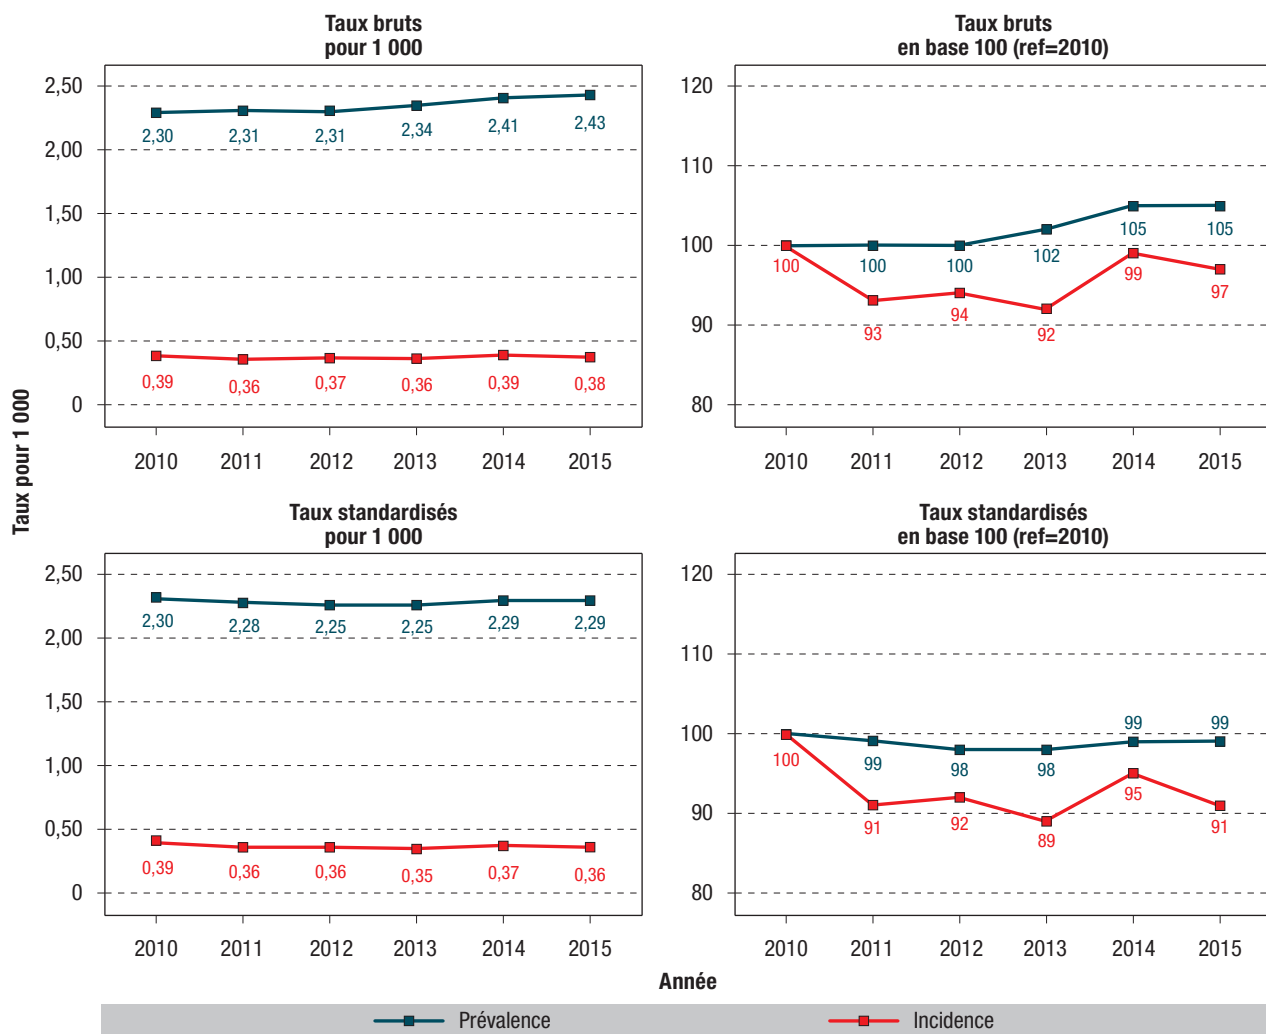 Taux bruts
pour 1 000
2,50
2,00
1,50
1,00
0,50
0
2,30 2,31 2,31 2,34 2,41 2,43
0,39 0,36 0,37 0,36 0,39 0,38
2010 2011 2012 2013 2014 2015
Taux bruts
en base 100 (ref=2010)
120
110
100
90
80
100 100 102 105 105
100 93 94 92 99 97
2010 2011 2012 2013 2014 2015
Taux pour 1 000
Taux standardisés
pour 1 000
2,50
2,00
1,50
1,00
0,50
0
2,30 2,28 2,25 2,25 2,29 2,29
0,39 0,36 0,36 0,35 0,37 0,36
2010 2011 2012 2013 2014 2015
Taux standardisés
en base 100 (ref=2010)
120
110
100
90
80
99 98 98 99 99
100 91 92 89 95 91
2010 2011 2012 2013 2014 2015
Année
Prévalence Incidence